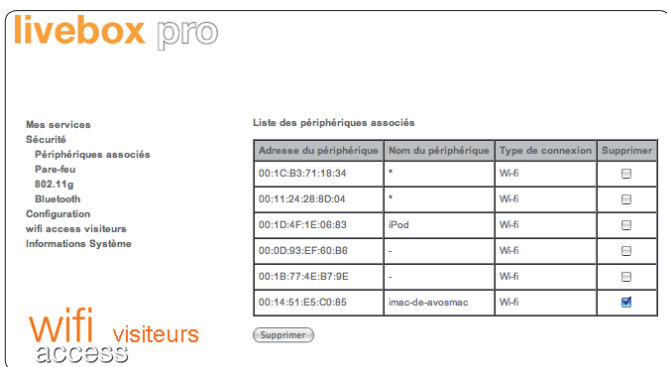 livebox pro
Mes services
Sécurité
Périphériques associés
Pare-feu
802.11g
Bluetooth
Configuration
wifi access visiteurs
Informations Système
Liste des périphériques associés
Adresse du périphérique Nom du périphérique Type de connexion Supprimer
00:1C:B3:71:18:34 * Wi-fi
00:11:24:28:8D:04 * Wi-fi
00:1D:4F:1E:06:83 iPod Wi-fi
00:0D:93:EF:60:B6 - Wi-fi
00:1B:77:4E:B7:9E - Wi-fi
00:14:51:E5:C0:85 imac-de-avosmac Wi-fi
Supprimer
wifi visiteurs
access